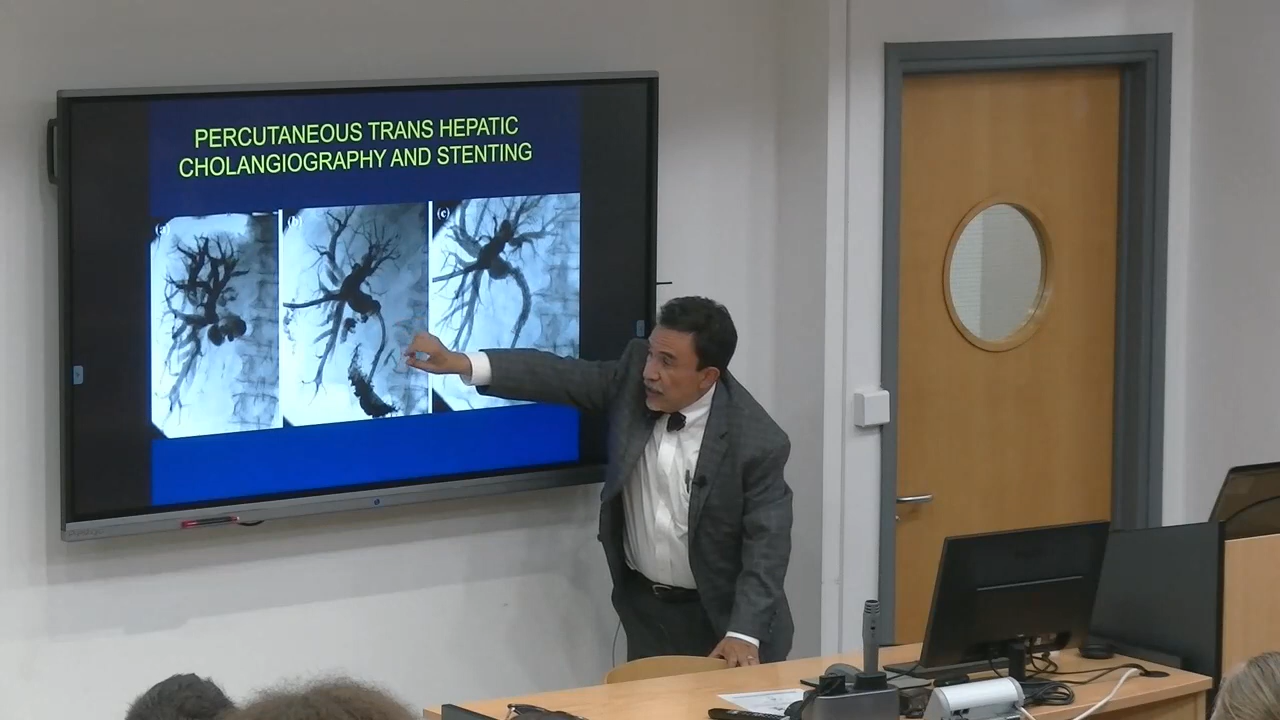 PERCUTANEOUS TRANS HEPATIC
CHOLANGIOGRAPHY AND STENTING
(a)
(b)
(c)